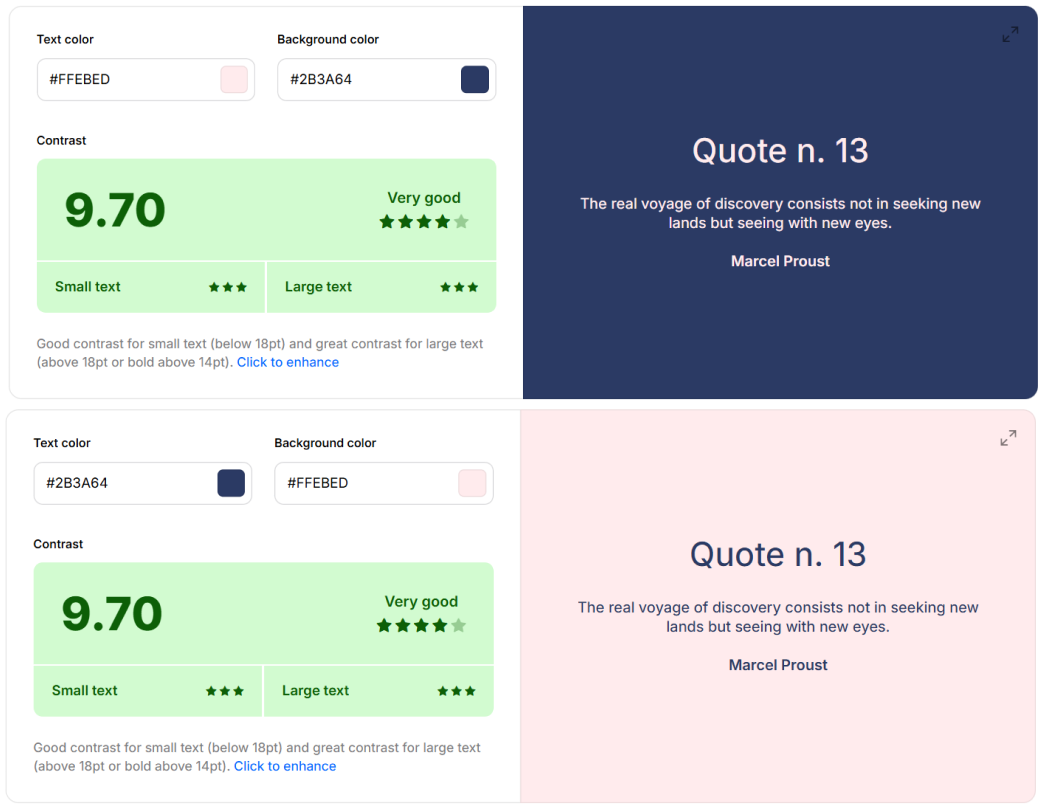 Text color
Background color
#FFEBED
#2B3A64
Contrast
9.70
Very good
Small text
Large text
Good contrast for small text (below 18pt) and great contrast for large text
(above 18pt or bold above 14pt). Click to enhance
Quote n. 13
The real voyage of discovery consists not in seeking new
lands but seeing with new eyes.
Marcel Proust
Text color
Background color
#2B3A64
#FFEBED
Contrast
9.70
Very good
Small text
Large text
Good contrast for small text (below 18pt) and great contrast for large text
(above 18pt or bold above 14pt). Click to enhance
Quote n. 13
The real voyage of discovery consists not in seeking new
lands but seeing with new eyes.
Marcel Proust